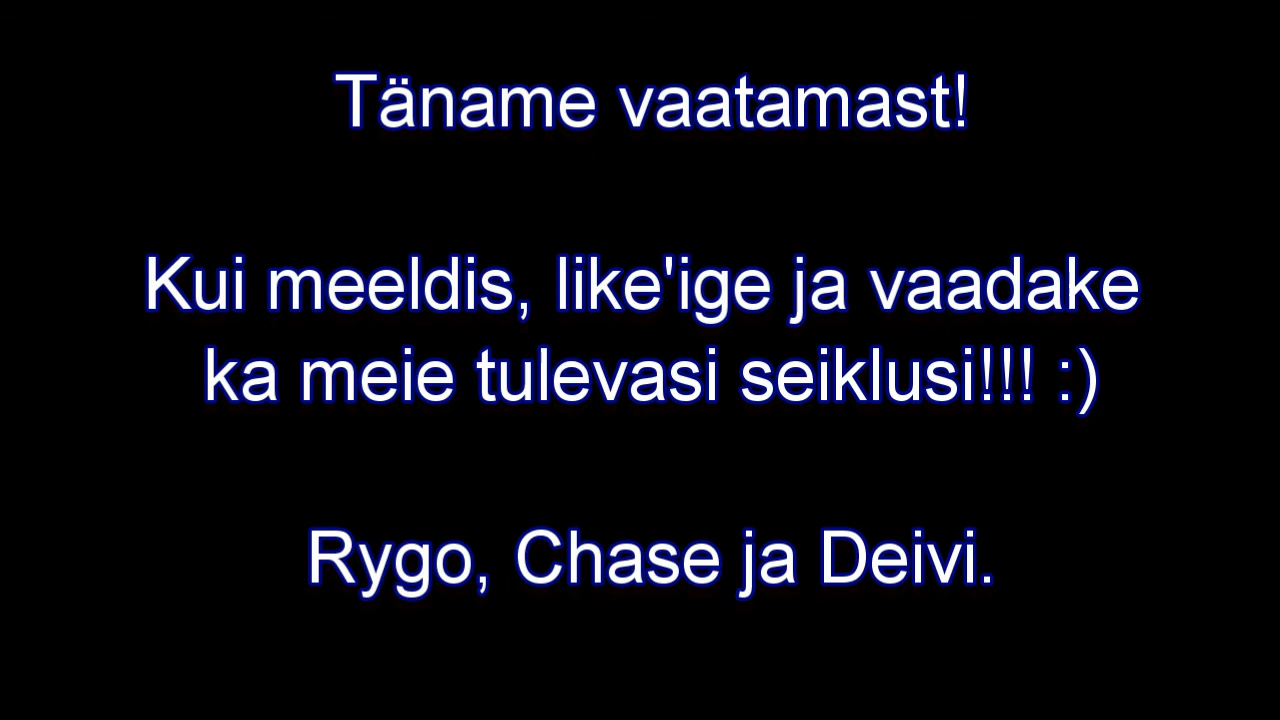 Täname vaatamast!
Kui meeldis, like'ige ja vaadake
ka meie tulevasi seiklusi!!! :)
Rygo, Chase ja Deivi.